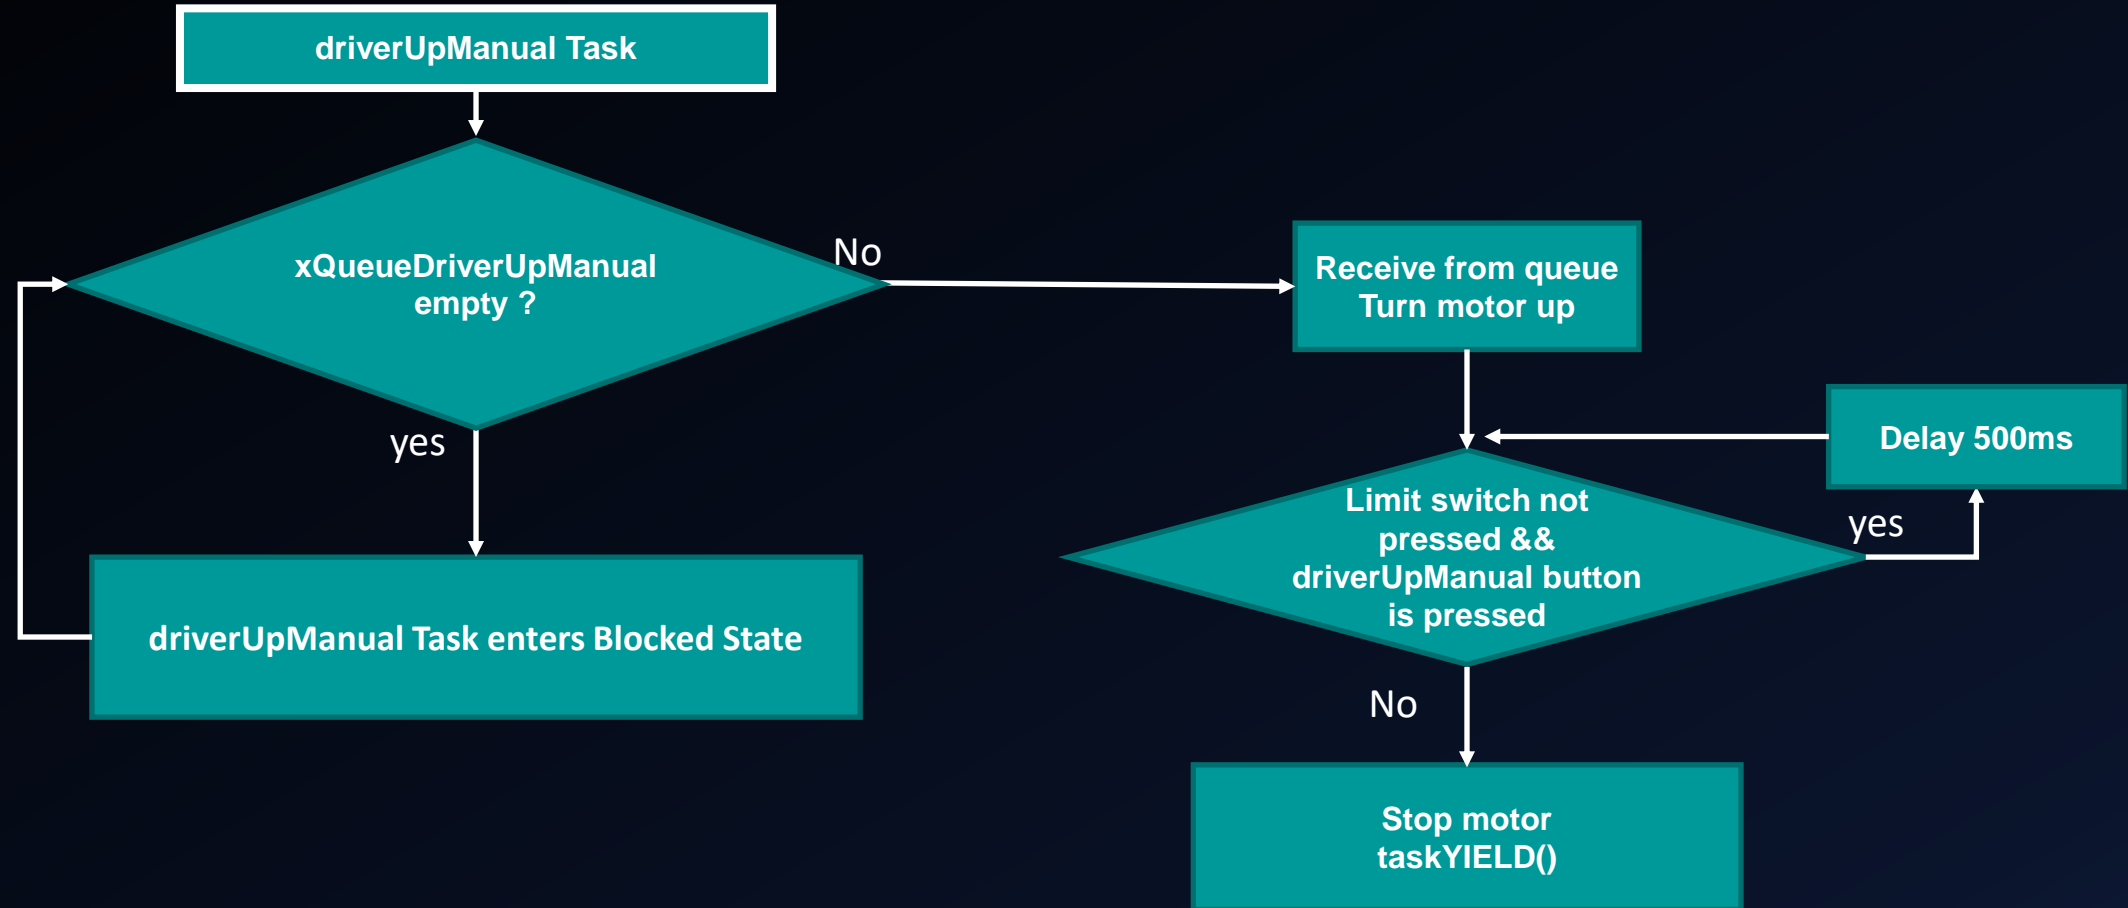 driverUpManual Task
xQueueDriverUpManual
empty ?
No
Receive from queue
Turn motor up
yes
Delay 500ms
Limit switch not
pressed &&
driverUpManual button
is pressed
yes
driverUpManual Task enters Blocked State
No
Stop motor
taskYIELD()